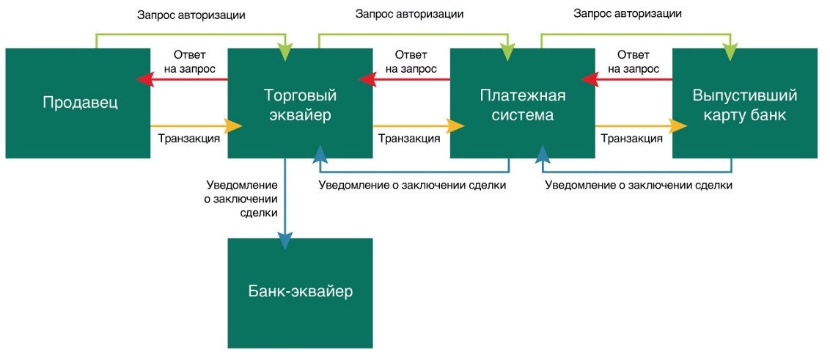 Запрос авторизации
Запрос авторизации
Запрос авторизации
Ответ
на запрос
Ответ
на запрос
Ответ
на запрос
Продавец
Торговый
эквайер
Платежная
система
Выпустивший
карту банк
Транзакция
Транзакция
Транзакция
Уведомление
о заключении
сделки
Уведомление о заключении сделки
Уведомление о заключении сделки
Банк-эквайер